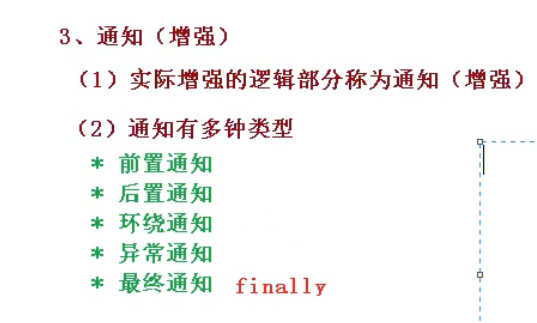 3、通知（增强）
（1）实际增强的逻辑部分称为通知（增强）
（2）通知有多钟类型
* 前置通知
* 后置通知
* 环绕通知
* 异常通知
* 最终通知 finally